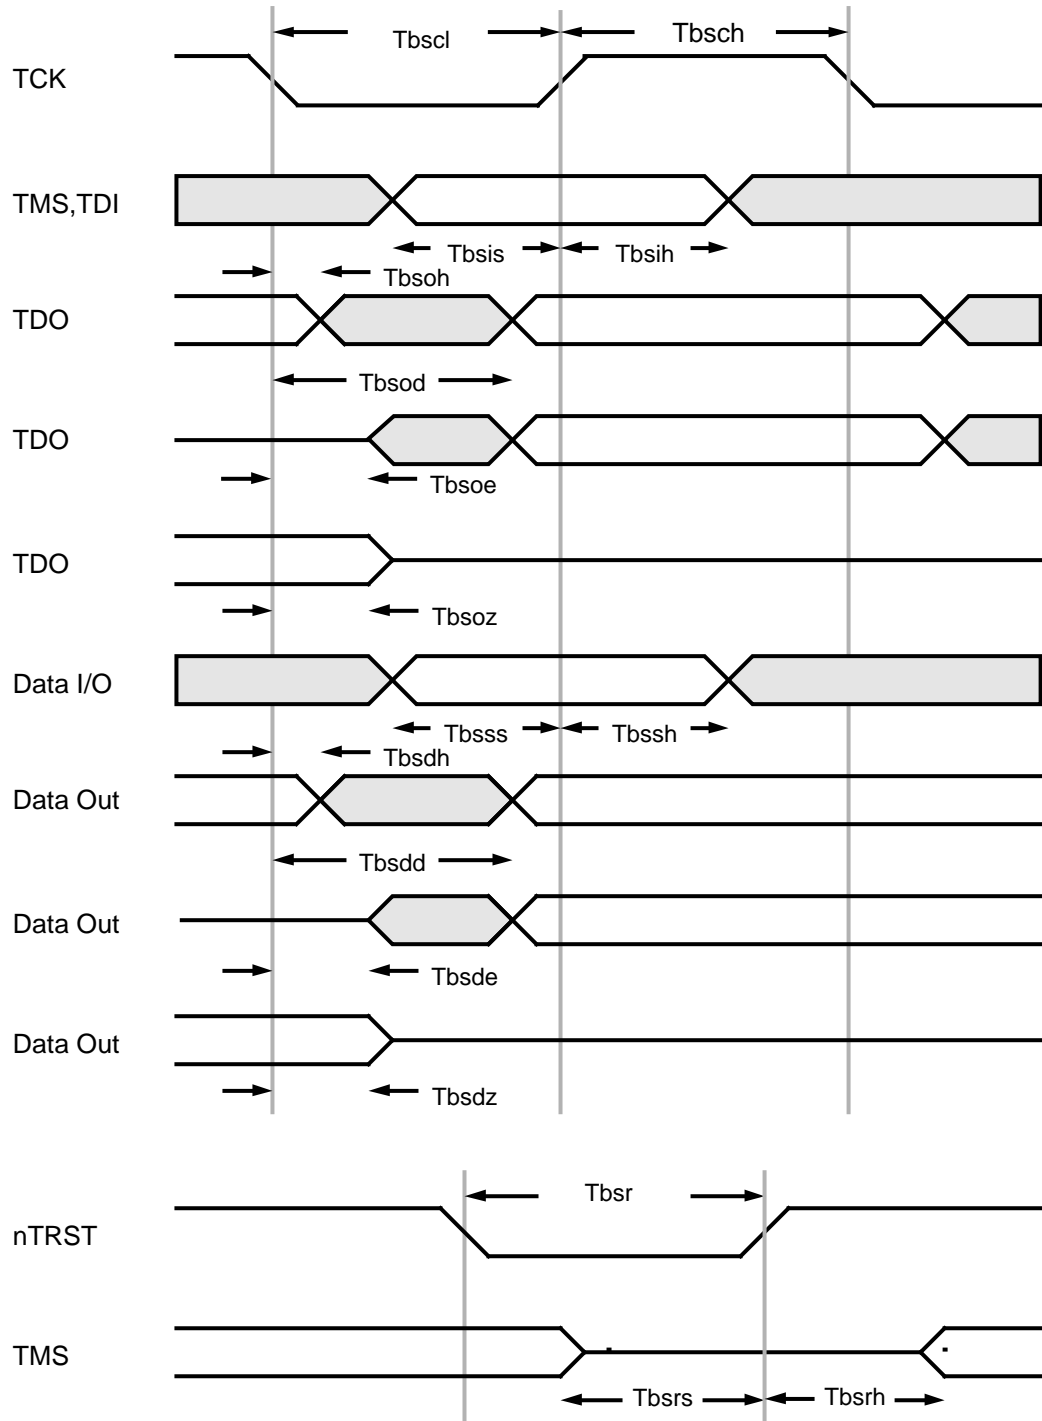 Tbscl
Tbsch
TCK
TMS,TDI
Tbsis
Tbsih
Tbsoh
TDO
Tbsod
TDO
Tbsoe
TDO
Tbsoz
Data I/O
Tbsss
Tbssh
Tbsdh
Data Out
Tbsdd
Data Out
Tbsde
Data Out
Tbsdz
Tbsr
nTRST
TMS
Tbsrs
Tbsrh